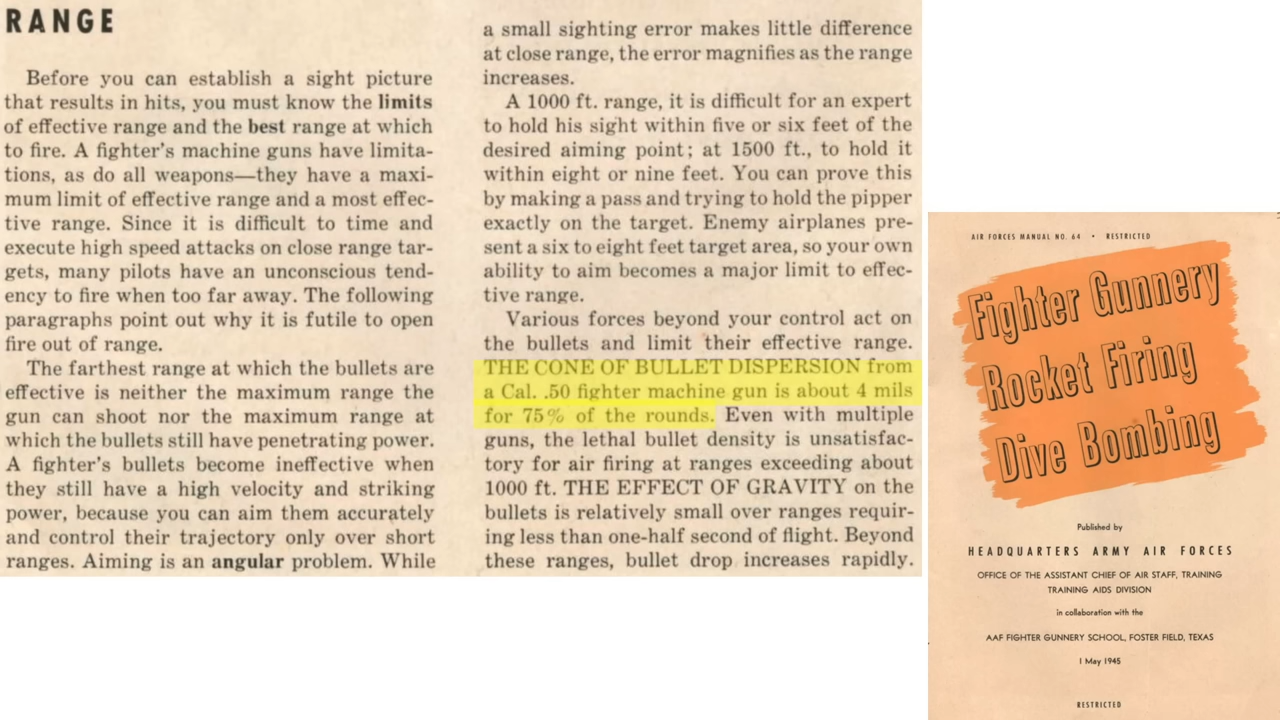 RANGE
Before you can establish a sight picture
that results in hits, you must know the limits
of effective range and the best range at which
to fire. A fighter's machine guns have limita-
tions, as do all weapons—they have a maxi-
mum limit of effective range and a most effec-
tive range. Since it is difficult to time and
execute high speed attacks on close range tar-
gets, many pilots have an unconscious tend-
ency to fire when too far away. The following
paragraphs point out why it is futile to open
fire out of range.
The farthest range at which the bullets are
effective is neither the maximum range the
gun can shoot nor the maximum range at
which the bullets still have penetrating power.
A fighter's bullets become ineffective when
they still have a high velocity and striking
power, because you can aim them accurately
and control their trajectory only over short
ranges. Aiming is an angular problem. While
a small sighting error makes little difference
at close range, the error magnifies as the range
increases.
A 1000 ft. range, it is difficult for an expert
to hold his sight within five or six feet of the
desired aiming point; at 1500 ft., to hold it
within eight or nine feet. You can prove this
by making a pass and trying to hold the pipper
exactly on the target. Enemy airplanes pre-
sent a six to eight feet target area, so your own
ability to aim becomes a major limit to effec-
tive range.
Various forces beyond your control act on
the bullets and limit their effective range.
THE CONE OF BULLET DISPERSION from
a Cal. .50 fighter machine gun is about 4 mils
for 75% of the rounds. Even with multiple
guns, the lethal bullet density is unsatisfac-
tory for air firing at ranges exceeding about
1000 ft. THE EFFECT OF GRAVITY on the
bullets is relatively small over ranges requir-
ing less than one-half second of flight. Beyond
these ranges, bullet drop increases rapidly.
AIR FORCES MANUAL NO. 64 • RESTRICTED
Fighter Gunnery
Rocket Firing
Dive Bombing
Published by
HEADQUARTERS ARMY AIR FORCES
OFFICE OF THE ASSISTANT CHIEF OF AIR STAFF, TRAINING
TRAINING AIDS DIVISION
in collaboration with the
AAF FIGHTER GUNNERY SCHOOL, FOSTER FIELD, TEXAS
1 May 1945
RESTRICTED